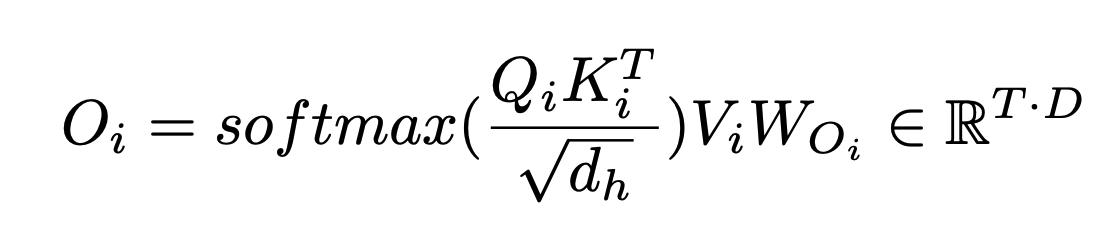 $O_i = softmax(\frac{Q_i K_i^T}{\sqrt{d_h}})V_i W_{O_i} \in \mathbb{R}^{T \cdot D}$